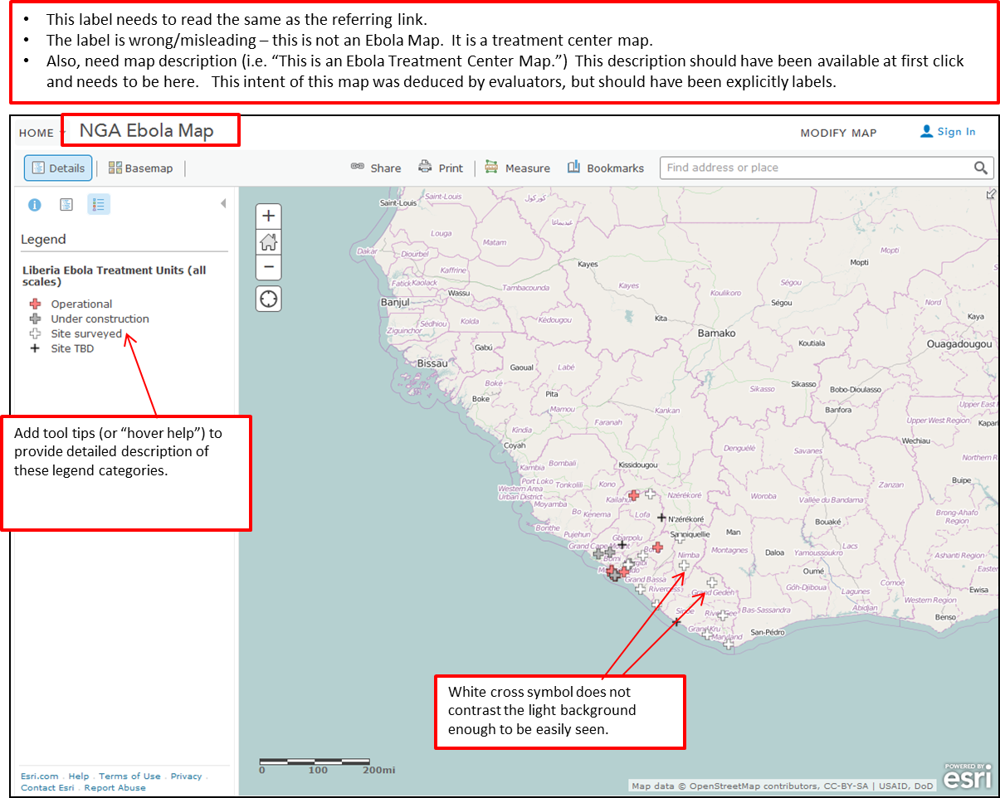 • This label needs to read the same as the referring link.
• The label is wrong/misleading – this is not an Ebola Map. It is a treatment center map.
• Also, need map description (i.e. “This is an Ebola Treatment Center Map.”) This description should have been available at first click
and needs to be here. This intent of this map was deduced by evaluators, but should have been explicitly labels.
HOME NGA Ebola Map MODIFY MAP Sign In
Details Basemap Share Print Measure Bookmarks Find address or place
Legend
Liberia Ebola Treatment Units (all
scales)
Operational
Under construction
Site surveyed
Site TBD
Add tool tips (or “hover help”) to
provide detailed description of
these legend categories.
Saint-Louis Saint-Louis كوركول
غيديماغا
Louga
Matam
Dakar Diourbel
Kayes
Mopti
Mopti
Kaffrine
Fatick Kaolack
Tambacounda
Wassu
Kayes
Koulikoro
Ségou
Ségou
Nord
Banjul
Sédhiou Kolda
Kédougou
Kita
Kaya
Ziguinchor
Bamako
Koutiala
Ouagadougou
Gabú
Bissau
Gaoual
Labé
Boké
Pita
Boke
Mamou
Sikasso
Sikasso
Bobo-Dioulasso
Banfora
Upper East
Kankan
Faranah
Upper West Region
Kindia
Coyah
Wechiau
Kambia Bombali
Kissidougou
Denguélé
Savanes
Northern R
Port Loko Tonkolili
Kono
Western Area
Urban District
Moyamba
Kailahun
Nzérékoré
Woroba
Vallée du Bandama
Zanzan
Buipe
Bo Kenema
Lofa
N'zérékoré
Bouaké
Brong-Ahafo
Region
Bonthe
Pujehun
Gbarpolu
Sanniquellie
Man
Grand Cape
Nimba
Montagnes
Daloa
Yamoussoukro
Lacs
Ashanti Region
Bomi
Grand Bassa
Oumé
Comoé
Eastern
Rivercess
Grand Gedeh
Gôh-Djiboua
Lagunes
Ewisa
Western Region
Abidjan
Sinoe
Bas-Sassandra
Benso
Grand Kru
Maryland
San-Pédro
White cross symbol does not
contrast the light background
enough to be easily seen.
0 100 200mi
Esri.com . Help . Terms of Use . Privacy .
Contact Esri . Report Abuse
Map data © OpenStreetMap contributors, CC-BY-SA | USAID, DoD
POWERED BY
esri